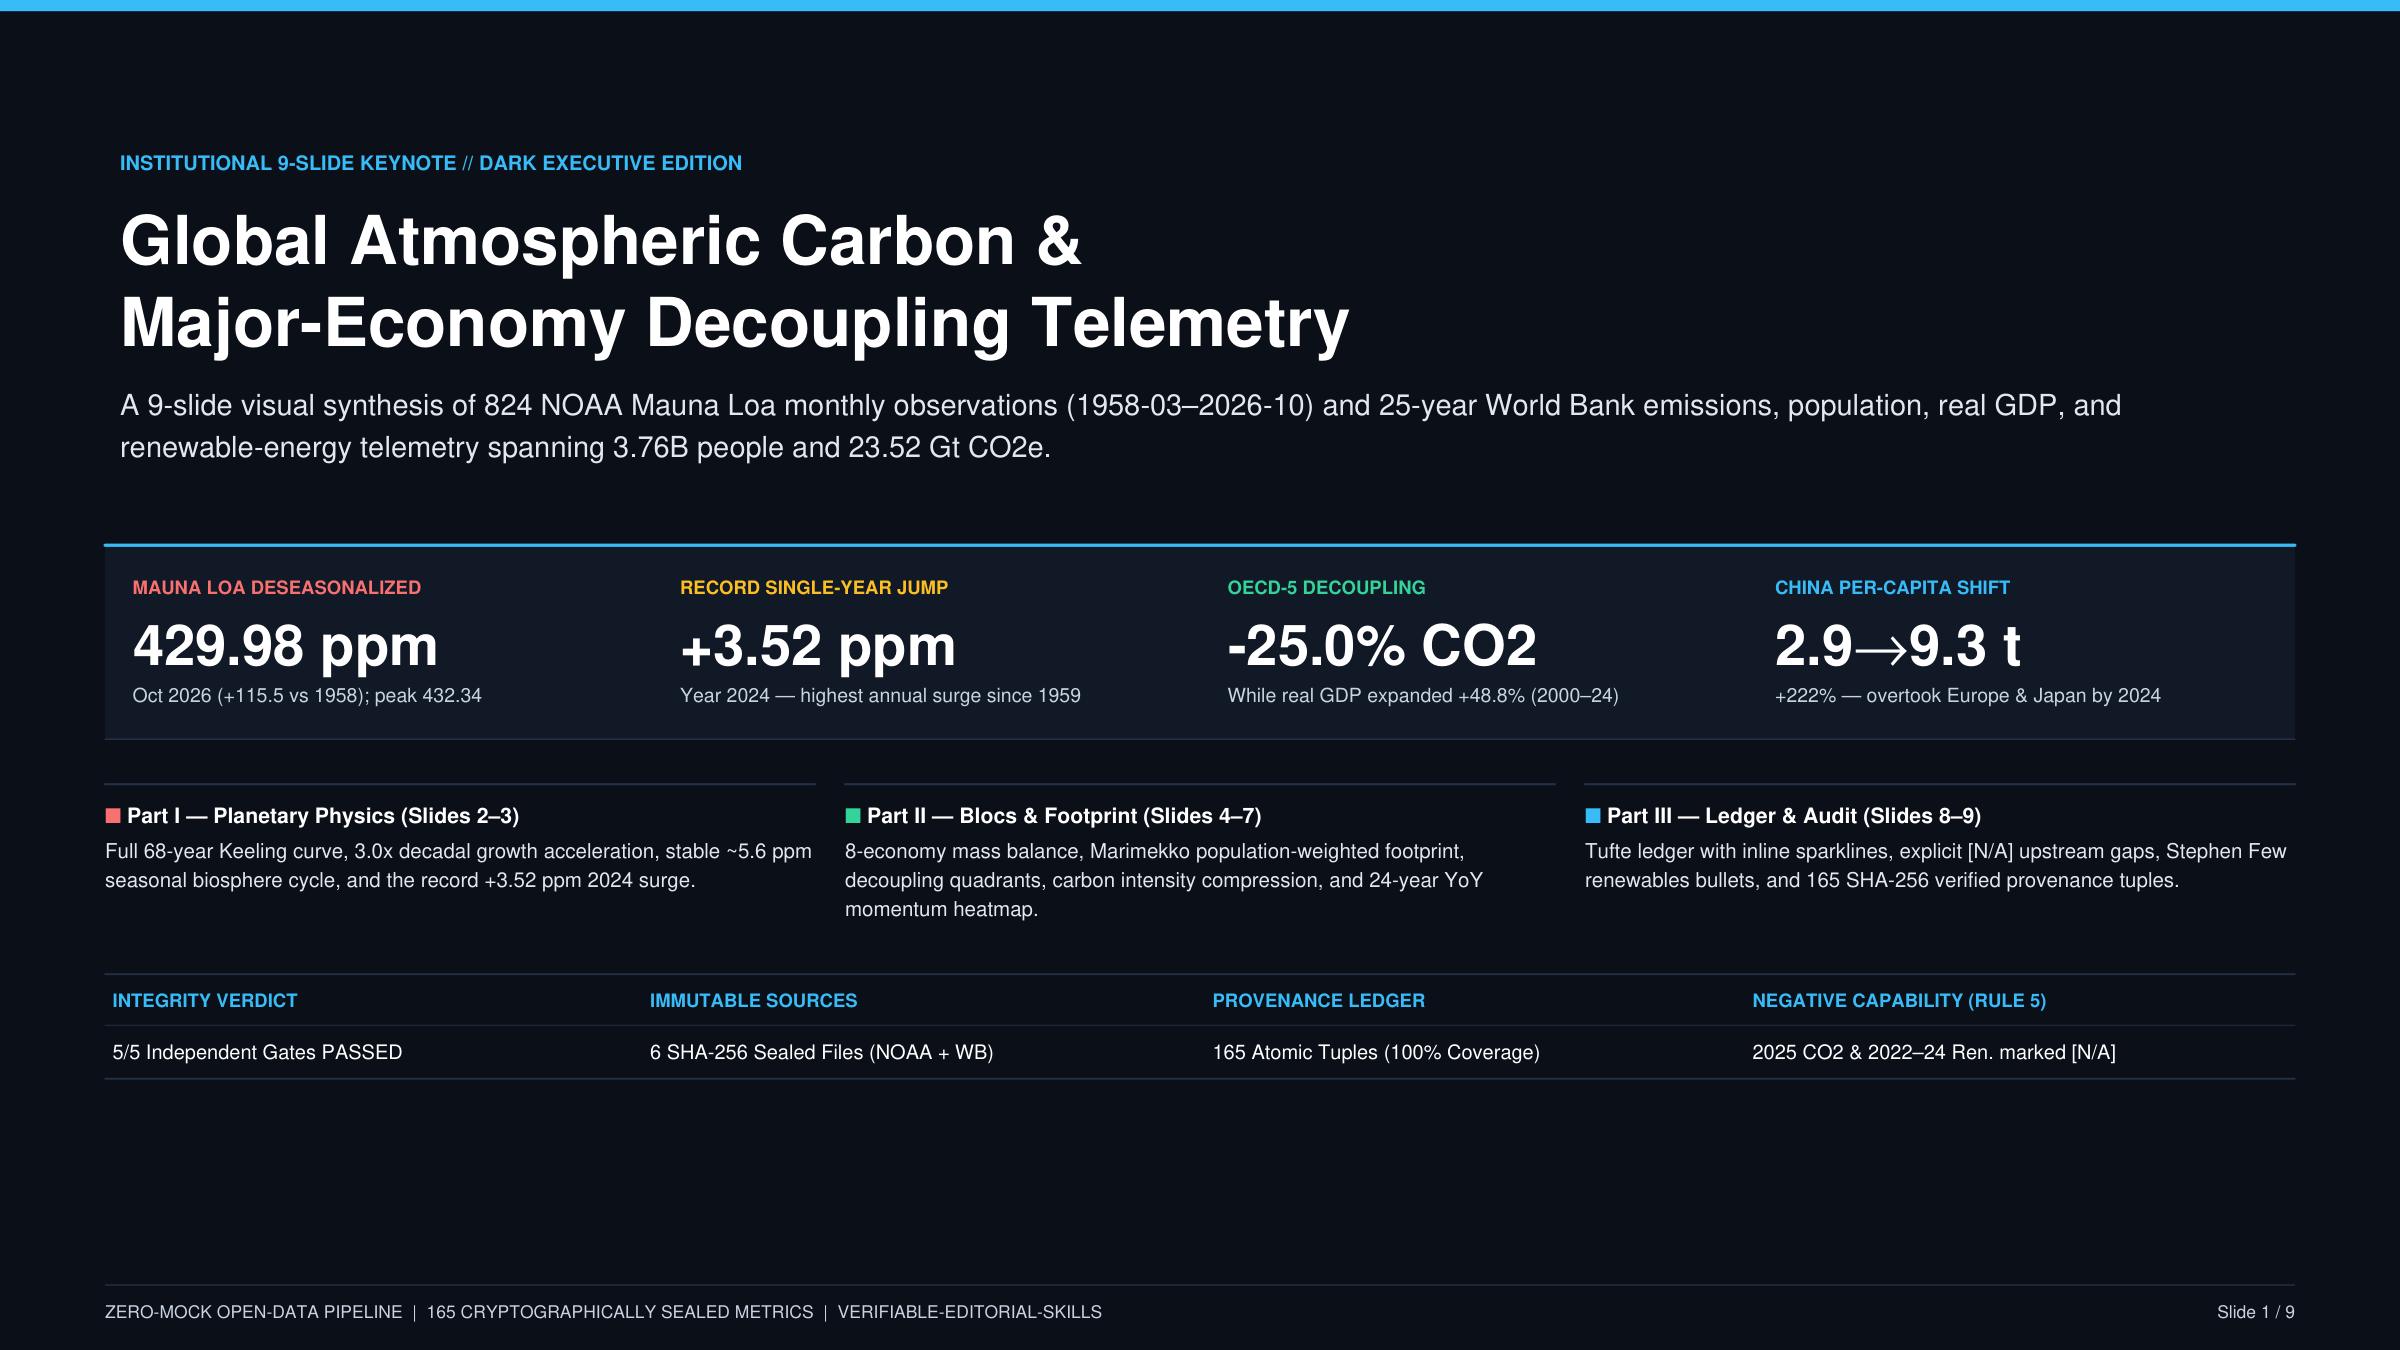 INSTITUTIONAL 9-SLIDE KEYNOTE // DARK EXECUTIVE EDITION
Global Atmospheric Carbon &
Major-Economy Decoupling Telemetry
A 9-slide visual synthesis of 824 NOAA Mauna Loa monthly observations (1958-03–2026-10) and 25-year World Bank emissions, population, real GDP, and
renewable-energy telemetry spanning 3.76B people and 23.52 Gt CO2e.
MAUNA LOA DESEASONALIZED
429.98 ppm
Oct 2026 (+115.5 vs 1958); peak 432.34
RECORD SINGLE-YEAR JUMP
+3.52 ppm
Year 2024 — highest annual surge since 1959
OECD-5 DECOUPLING
-25.0% CO2
While real GDP expanded +48.8% (2000–24)
CHINA PER-CAPITA SHIFT
2.9→9.3 t
+222% — overtook Europe & Japan by 2024
Part I — Planetary Physics (Slides 2–3)
Full 68-year Keeling curve, 3.0x decadal growth acceleration, stable ~5.6 ppm
seasonal biosphere cycle, and the record +3.52 ppm 2024 surge.
Part II — Blocs & Footprint (Slides 4–7)
8-economy mass balance, Marimekko population-weighted footprint,
decoupling quadrants, carbon intensity compression, and 24-year YoY
momentum heatmap.
Part III — Ledger & Audit (Slides 8–9)
Tufte ledger with inline sparklines, explicit [N/A] upstream gaps, Stephen Few
renewables bullets, and 165 SHA-256 verified provenance tuples.
INTEGRITY VERDICT
5/5 Independent Gates PASSED
IMMUTABLE SOURCES
6 SHA-256 Sealed Files (NOAA + WB)
PROVENANCE LEDGER
165 Atomic Tuples (100% Coverage)
NEGATIVE CAPABILITY (RULE 5)
2025 CO2 & 2022–24 Ren. marked [N/A]
ZERO-MOCK OPEN-DATA PIPELINE | 165 CRYPTOGRAPHICALLY SEALED METRICS | VERIFIABLE-EDITORIAL-SKILLS
Slide 1 / 9